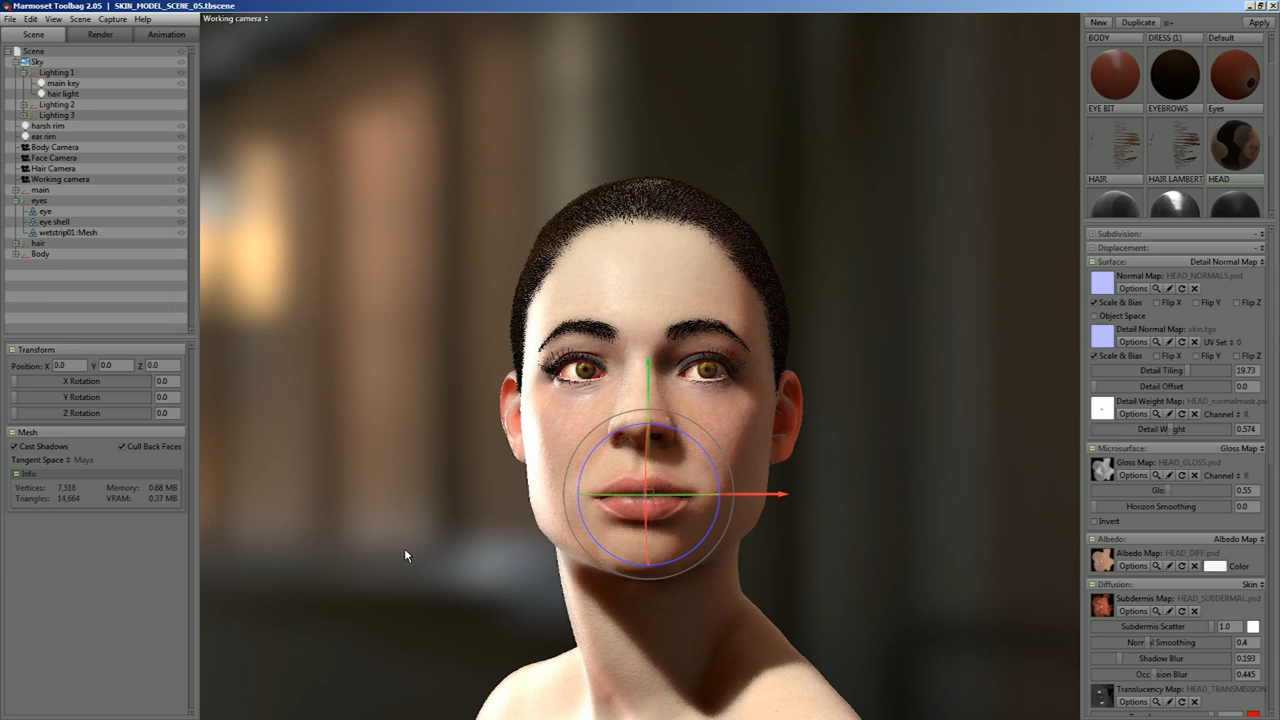 Marmoset Toolbag 2.05 | SKIN_MODEL_SCENE_05.tbscene
File Edit View Scene Capture Help
Working camera
Scene Render Animation
Scene
Sky
Lighting 1
main key
hair light
Lighting 2
Lighting 3
harsh rim
ear rim
Body Camera
Face Camera
Hair Camera
Working camera
main
eyes
eye
eye shell
wetstrip01:Mesh
hair
Body
Transform
Position: X 0.0 Y 0.0 Z 0.0
X Rotation 0.0
Y Rotation 0.0
Z Rotation 0.0
Mesh
Cast Shadows Cull Back Faces
Tangent Space Maya
Info
Vertices: 7,518 Memory: 0.68 MB
Triangles: 14,664 VRAM: 0.37 MB
New Duplicate Apply
BODY DRESS (1) Default
EYE BIT EYEBROWS Eyes
HAIR HAIR LAMBERT HEAD
Subdivision: -
Displacement: -
Surface: Detail Normal Map
Normal Map: HEAD_NORMALS.psd
Options
Scale & Bias Flip X Flip Y Flip Z
Object Space
Detail Normal Map: skin.tga
Options UV Set 0
Scale & Bias Flip X Flip Y Flip Z
Detail Tiling 19.73
Detail Offset 0.0
Detail Weight Map: HEAD_normalmask.ps
Options Channel R
Detail Weight 0.574
Microsurface: Gloss Map
Gloss Map: HEAD_GLOSS.psd
Options Channel R
Glo 0.55
Horizon Smoothing 0.0
Invert
Albedo: Albedo Map
Albedo Map: HEAD_DIFF.psd
Options Color
Diffusion: Skin
Subdermis Map: HEAD_SUBDERMAL.psd
Options
Subdermis Scatter 1.0
Normal Smoothing 0.4
Shadow Blur 0.193
Occlusion Blur 0.445
Translucency Map: HEAD_TRANSMISSION
Options